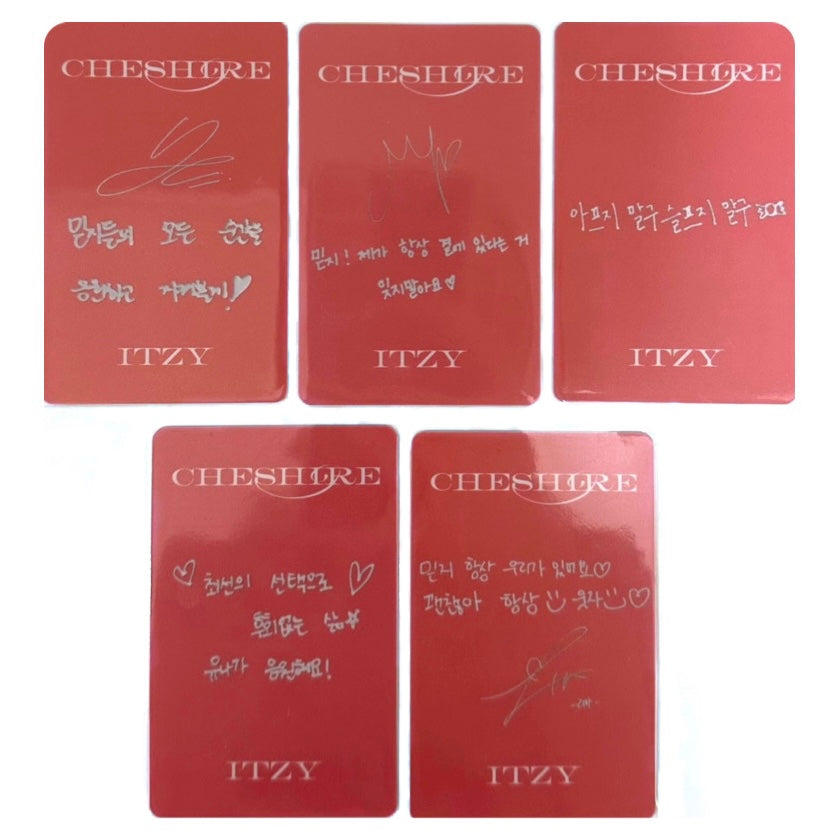 CHESHIRE
믿지들의 모든 순간을
응원하고 지켜볼게!♥
ITZY
CHESHIRE
믿지! 제가 항상 곁에 있다는 거
잊지말아요♡
ITZY
CHESHIRE
아프지 말구 슬프지 말구
ITZY
CHESHIRE
♡ 최선의 선택으로 ♡
후회없는 삶
유나가 응원해요!
ITZY
CHESHIRE
믿지 항상 우리가 있어요♡
괜찮아 항상 웃자 ♡
ITZY